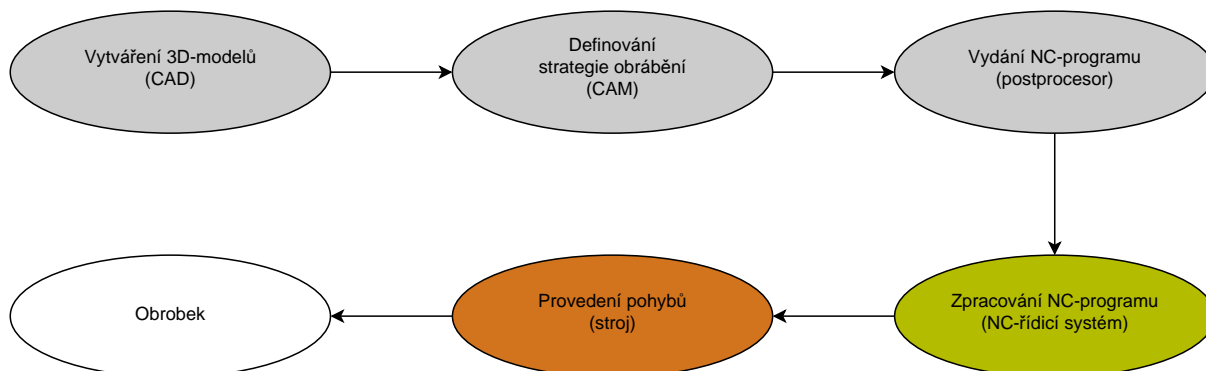 Vytváření 3D-modelů
(CAD)
Definování
strategie obrábění
(CAM)
Vydání NC-programu
(postprocesor)
Obrobek
Provedení pohybů
(stroj)
Zpracování NC-programu
(NC-řídicí systém)